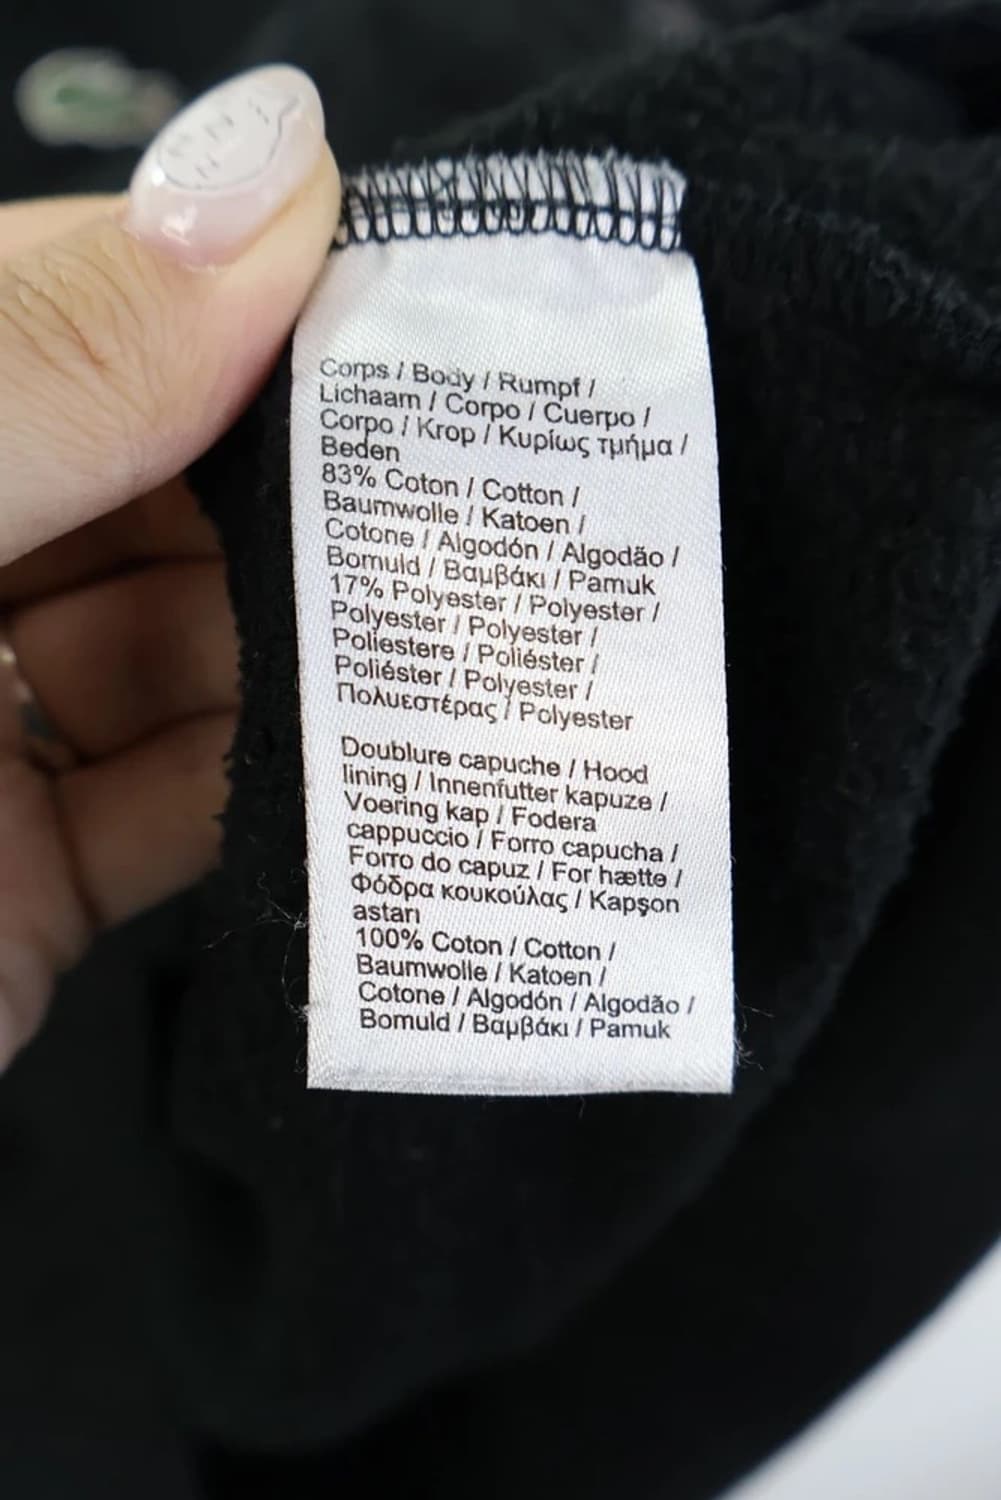 Corps / Body / Rumpf /
Lichaam / Corpo / Cuerpo /
Corpo / Krop / Κυρίως τμήμα /
Beden
83% Coton / Cotton /
Baumwolle / Katoen /
Cotone / Algodón / Algodão /
Bomuld / Βαμβάκι / Pamuk
17% Polyester / Polyester /
Polyester / Polyester /
Poliestere / Poliéster /
Poliéster / Polyester /
Πολυεστέρας / Polyester
Doublure capuche / Hood
lining / Innenfutter kapuze /
Voering kap / Fodera
cappuccio / Forro capucha /
Forro do capuz / For hætte /
Φόδρα κουκούλας / Kapşon
astarı
100% Coton / Cotton /
Baumwolle / Katoen /
Cotone / Algodón / Algodão /
Bomuld / Βαμβάκι / Pamuk